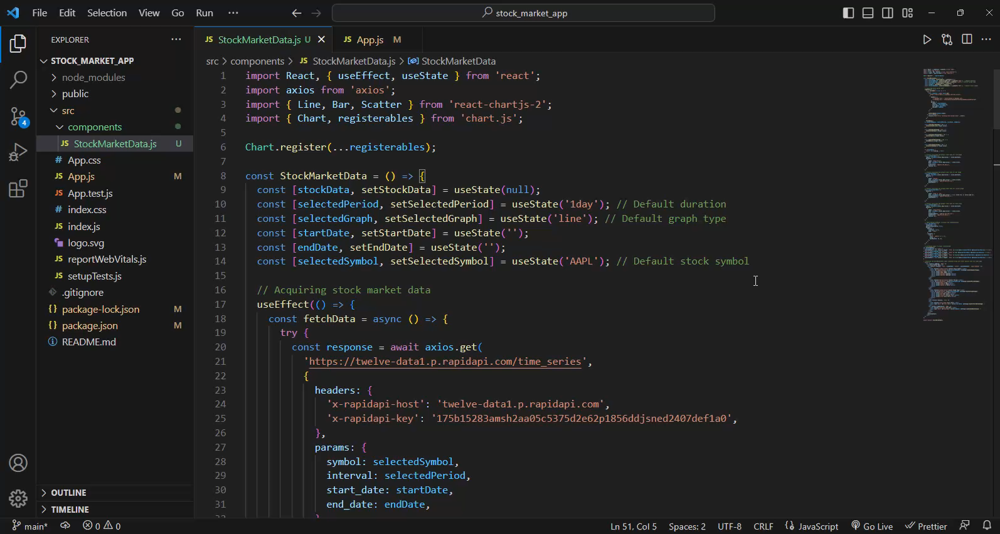 File Edit Selection View Go Run ··· stock_market_app
EXPLORER ···
STOCK_MARKET_APP
node_modules
public
src
components
JS StockMarketData.js U
# App.css
JS App.js M
JS App.test.js
# index.css
JS index.js
logo.svg
JS reportWebVitals.js
JS setupTests.js
.gitignore
{} package-lock.json M
{} package.json M
README.md
OUTLINE
TIMELINE
4
JS StockMarketData.js U JS App.js M
src > components > JS StockMarketData.js > StockMarketData
1 import React, { useEffect, useState } from 'react';
2 import axios from 'axios';
3 import { Line, Bar, Scatter } from 'react-chartjs-2';
4 import { Chart, registerables } from 'chart.js';
5
6 Chart.register(...registerables);
7
8 const StockMarketData = () => {
9 const [stockData, setStockData] = useState(null);
10 const [selectedPeriod, setSelectedPeriod] = useState('1day'); // Default duration
11 const [selectedGraph, setSelectedGraph] = useState('line'); // Default graph type
12 const [startDate, setStartDate] = useState('');
13 const [endDate, setEndDate] = useState('');
14 const [selectedSymbol, setSelectedSymbol] = useState('AAPL'); // Default stock symbol
15
16 // Acquiring stock market data
17 useEffect(() => {
18 const fetchData = async () => {
19 try {
20 const response = await axios.get(
21 'https://twelve-data1.p.rapidapi.com/time_series',
22 {
23 headers: {
24 'x-rapidapi-host': 'twelve-data1.p.rapidapi.com',
25 'x-rapidapi-key': '175b15283amsh2aa05c5375d2e62p1856ddjsned2407def1a0',
26 },
27 params: {
28 symbol: selectedSymbol,
29 interval: selectedPeriod,
30 start_date: startDate,
31 end_date: endDate,
main* 0 0 Ln 51, Col 5 Spaces: 2 UTF-8 CRLF {} JavaScript Go Live Prettier